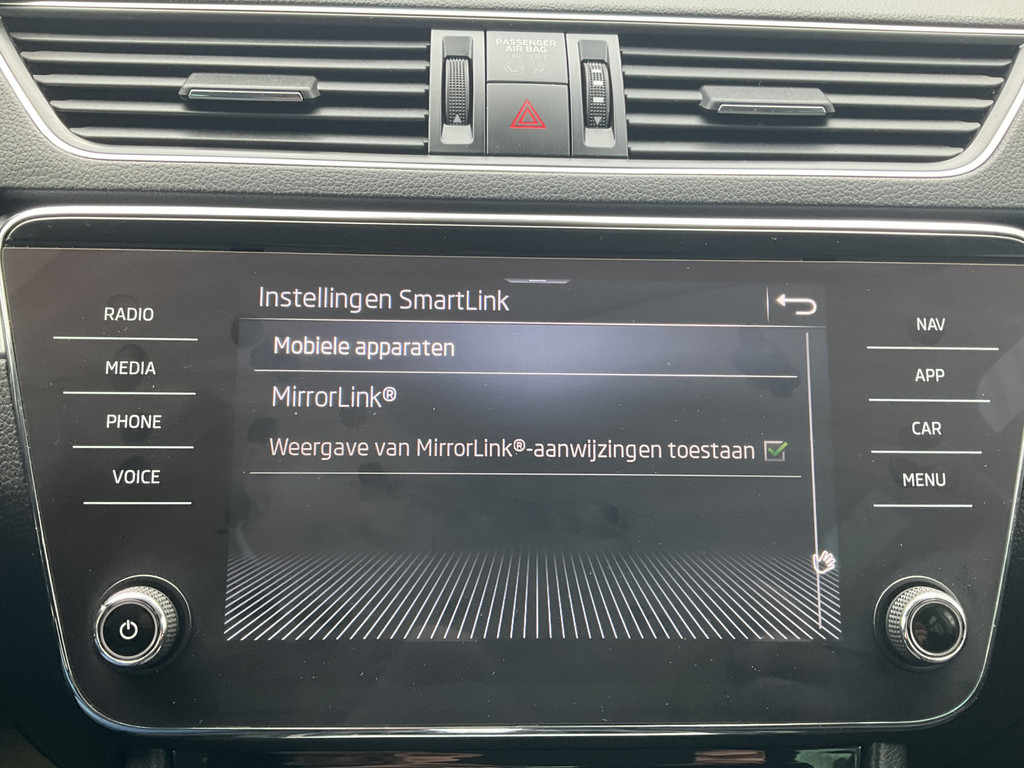 PASSENGER
AIR BAG
Instellingen SmartLink
Mobiele apparaten
MirrorLink®
Weergave van MirrorLink®-aanwijzingen toestaan
RADIO
MEDIA
PHONE
VOICE
NAV
APP
CAR
MENU